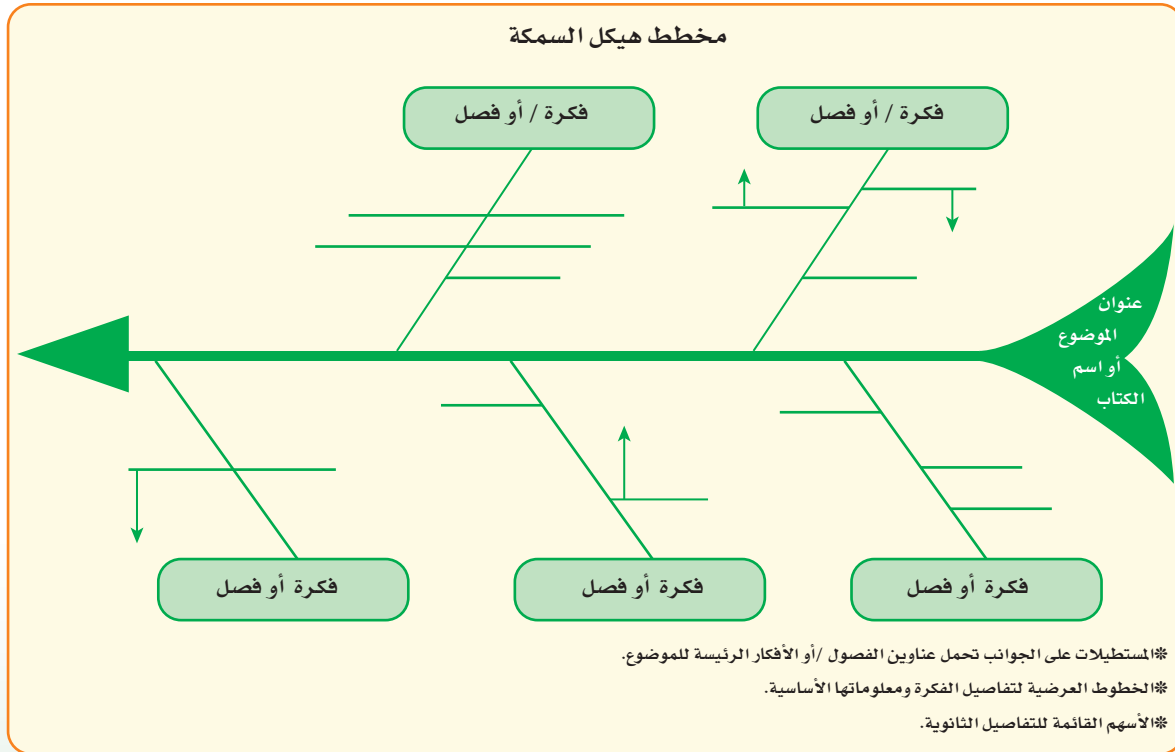 مخطط هيكل السمكة
فكرة / أو فصل
فكرة / أو فصل
عنوان
الموضوع
أو اسم
الكتاب
فكرة أو فصل
فكرة أو فصل
فكرة أو فصل
❊المستطيلات على الجوانب تحمل عناوين الفصول /أو الأفكار الرئيسة للموضوع.
❊الخطوط العرضية لتفاصيل الفكرة ومعلوماتها الأساسية.
❊الأسهم القائمة للتفاصيل الثانوية.